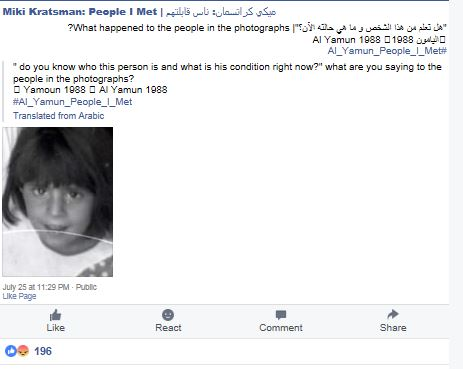 Miki Kratsman: People I Met | ميكي كراتسمان: ناس قابلتهم
"هل تعلم من هذا الشخص و ما هي حالته الآن؟"| What happened to the people in the photographs?
اليامون 1988 Al Yamun 1988
#Al_Yamun_People_I_Met
" do you know who this person is and what is his condition right now?" what are you saying to the
people in the photographs?
Yamoun 1988 Al Yamun 1988
#Al_Yamun_People_I_Met
Translated from Arabic
July 25 at 11:29 PM · Public
Like Page
Like React Comment Share
196